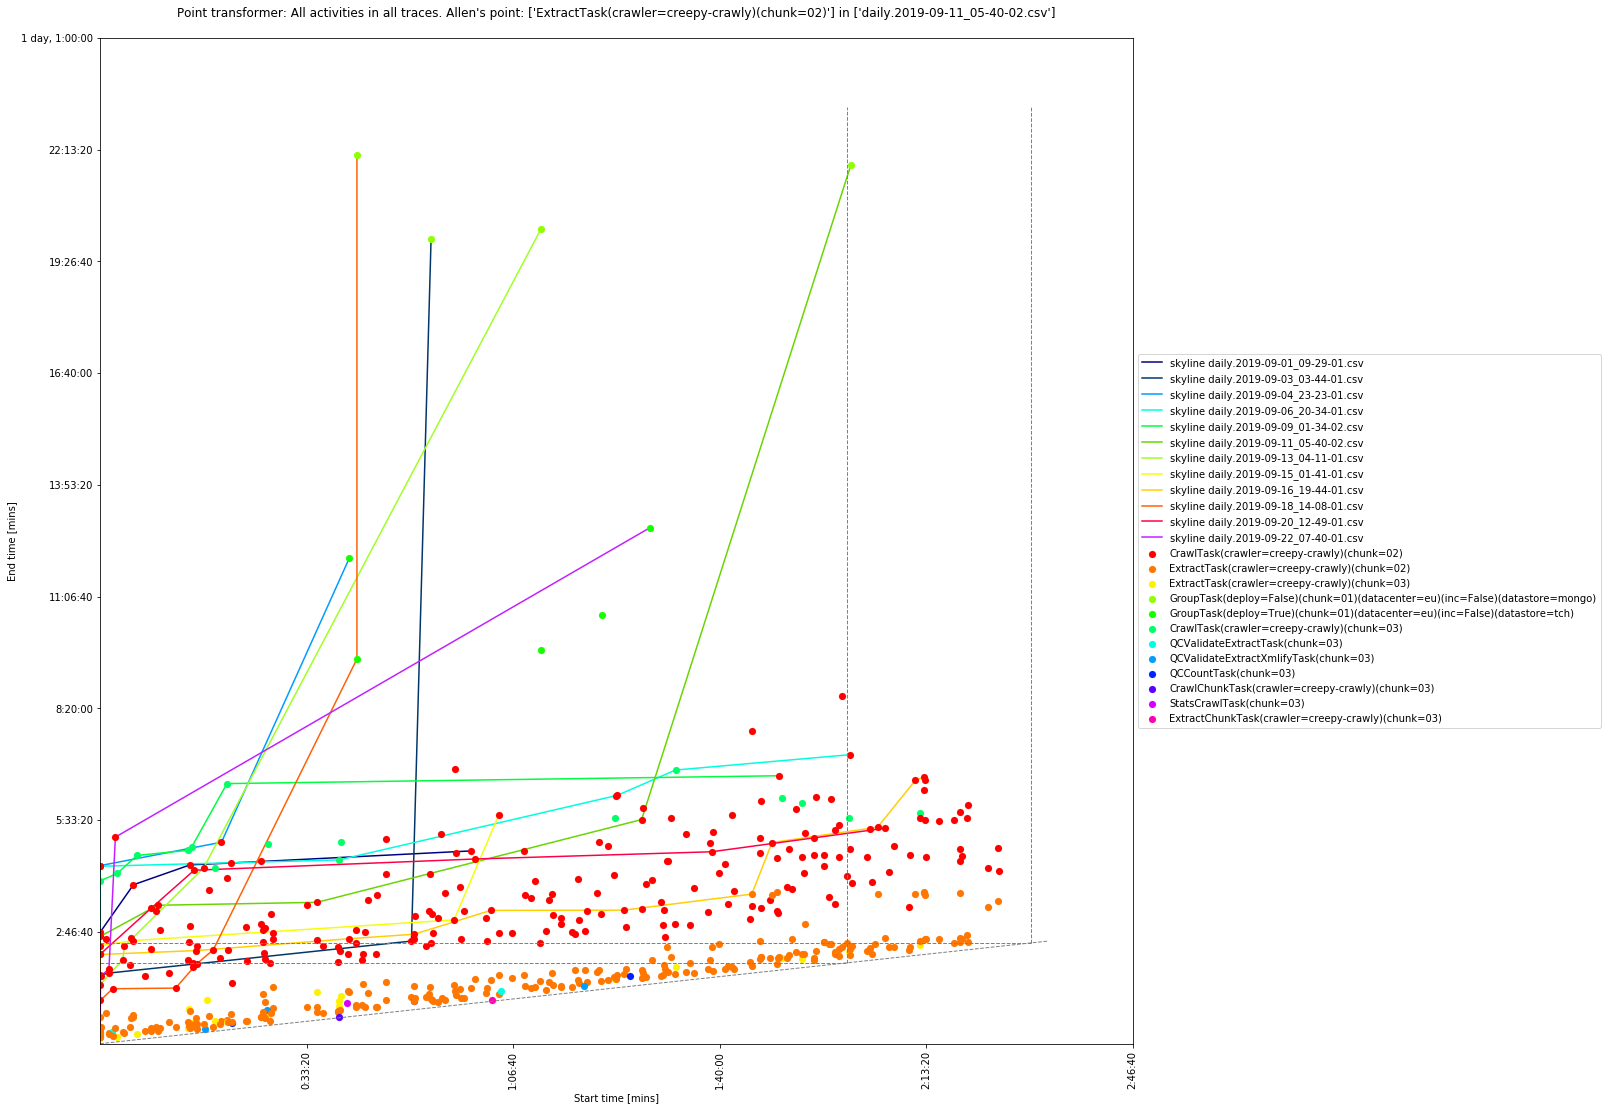 Point transformer: All activities in all traces. Allen's point: ['ExtractTask(crawler=creepy-crawly)(chunk=02)'] in ['daily.2019-09-11_05-40-02.csv']
1 day, 1:00:00
22:13:20
19:26:40
16:40:00
13:53:20
11:06:40
8:20:00
5:33:20
2:46:40
End time [mins]
0:33:20
1:06:40
1:40:00
2:13:20
2:46:40
Start time [mins]
skyline daily.2019-09-01_09-29-01.csv
skyline daily.2019-09-03_03-44-01.csv
skyline daily.2019-09-04_23-23-01.csv
skyline daily.2019-09-06_20-34-01.csv
skyline daily.2019-09-09_01-34-02.csv
skyline daily.2019-09-11_05-40-02.csv
skyline daily.2019-09-13_04-11-01.csv
skyline daily.2019-09-15_01-41-01.csv
skyline daily.2019-09-16_19-44-01.csv
skyline daily.2019-09-18_14-08-01.csv
skyline daily.2019-09-20_12-49-01.csv
skyline daily.2019-09-22_07-40-01.csv
CrawlTask(crawler=creepy-crawly)(chunk=02)
ExtractTask(crawler=creepy-crawly)(chunk=02)
ExtractTask(crawler=creepy-crawly)(chunk=03)
GroupTask(deploy=False)(chunk=01)(datacenter=eu)(inc=False)(datastore=mongo)
GroupTask(deploy=True)(chunk=01)(datacenter=eu)(inc=False)(datastore=tch)
CrawlTask(crawler=creepy-crawly)(chunk=03)
QCValidateExtractTask(chunk=03)
QCValidateExtractXmlifyTask(chunk=03)
QCCountTask(chunk=03)
CrawlChunkTask(crawler=creepy-crawly)(chunk=03)
StatsCrawlTask(chunk=03)
ExtractChunkTask(crawler=creepy-crawly)(chunk=03)